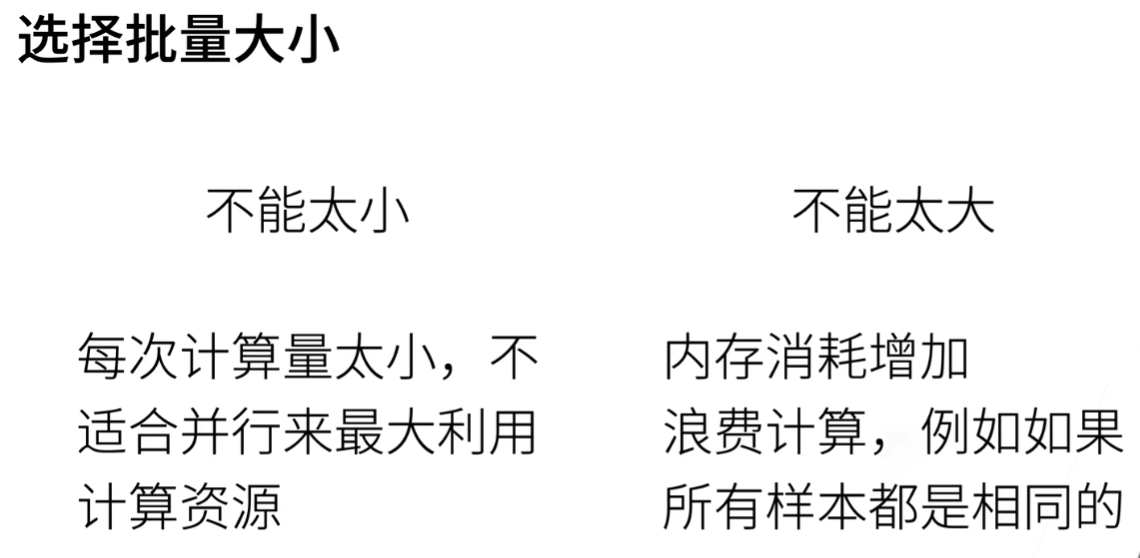 选择批量大小
不能太小
每次计算量太小，不
适合并行来最大利用
计算资源
不能太大
内存消耗增加
浪费计算，例如如果
所有样本都是相同的